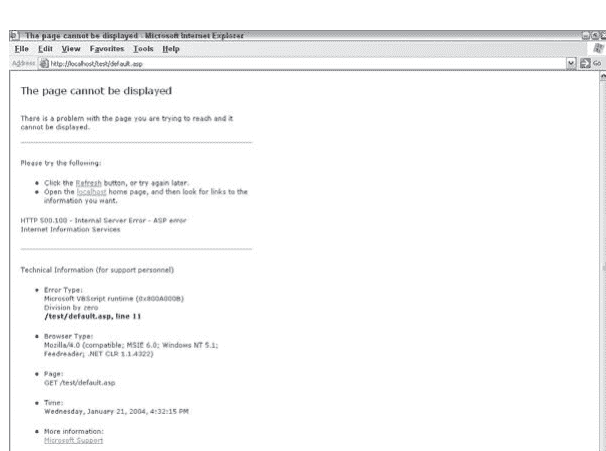 The page cannot be displayed - Microsoft Internet Explorer
File Edit View Favorites Tools Help
Address http://localhost/test/default.asp Go
The page cannot be displayed
There is a problem with the page you are trying to reach and it
cannot be displayed.
Please try the following:
Click the Refresh button, or try again later.
Open the localhost home page, and then look for links to the
information you want.
HTTP 500.100 - Internal Server Error - ASP error
Internet Information Services
Technical Information (for support personnel)
Error Type:
Microsoft VBScript runtime (0x800A000B)
Division by zero
/test/default.asp, line 11
Browser Type:
Mozilla/4.0 (compatible; MSIE 6.0; Windows NT 5.1;
Feedreader; .NET CLR 1.1.4322)
Page:
GET /test/default.asp
Time:
Wednesday, January 21, 2004, 4:32:15 PM
More information:
Microsoft Support